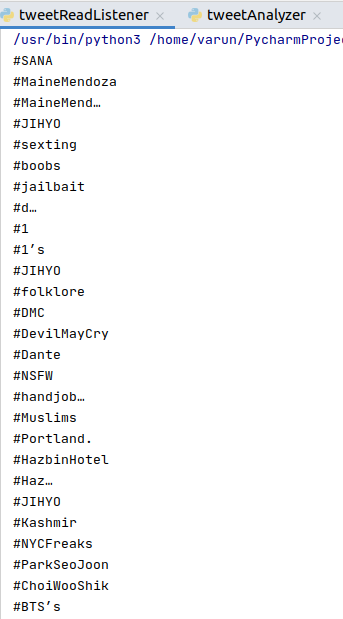 tweetReadListener × tweetAnalyzer ×
/usr/bin/python3 /home/varun/PycharmProje
#SANA
#MaineMendoza
#MaineMend…
#JIHYO
#sexting
#boobs
#jailbait
#d…
#1
#1’s
#JIHYO
#folklore
#DMC
#DevilMayCry
#Dante
#NSFW
#handjob…
#Muslims
#Portland.
#HazbinHotel
#Haz…
#JIHYO
#Kashmir
#NYCFreaks
#ParkSeoJoon
#ChoiWooShik
#BTS’s